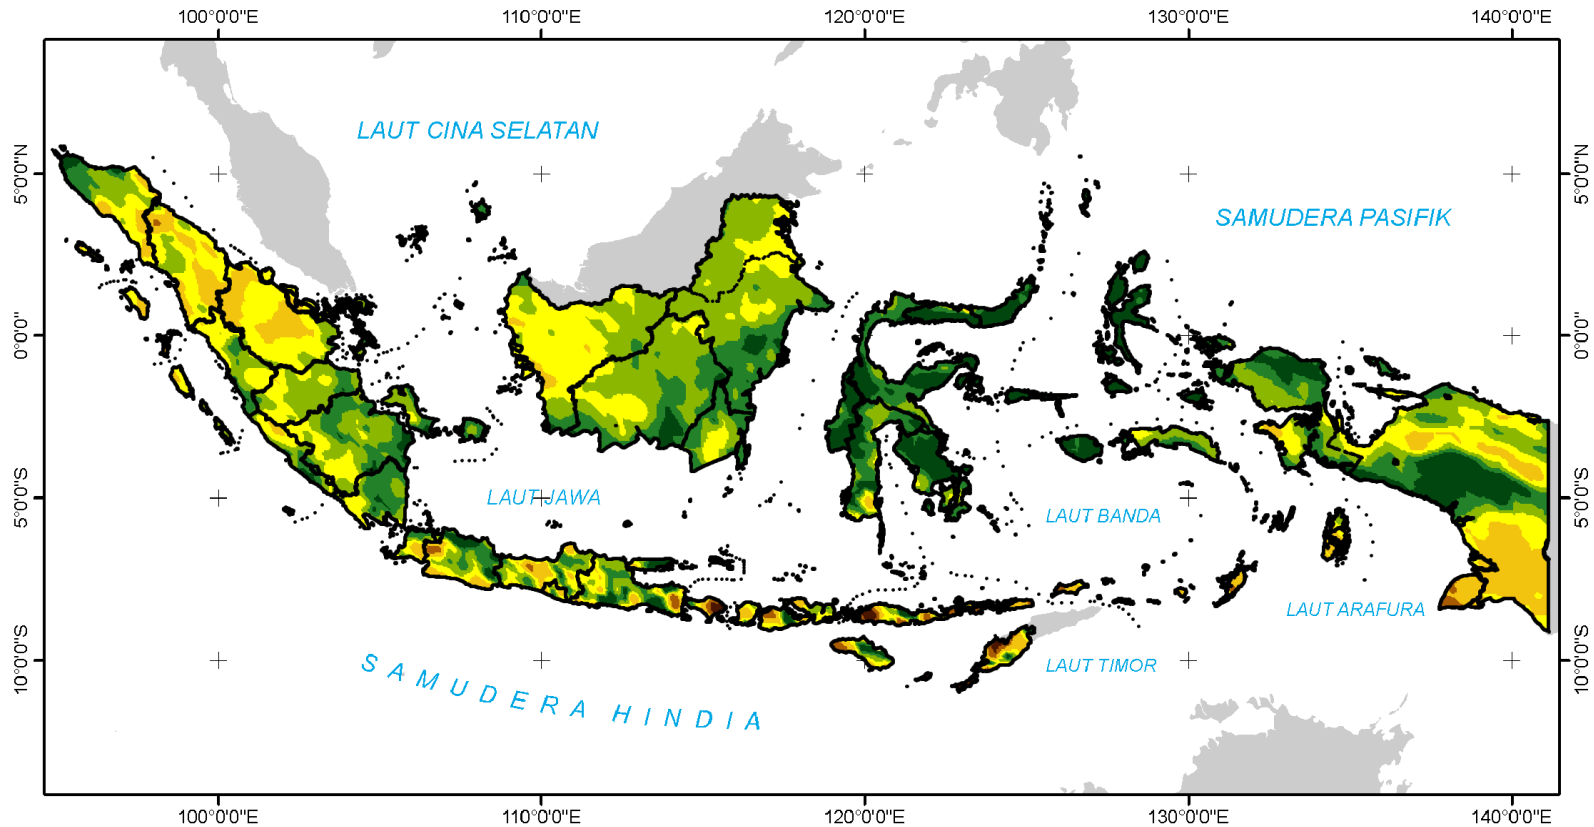 100°0'0"E 110°0'0"E 120°0'0"E 130°0'0"E 140°0'0"E
LAUT CINA SELATAN
5°0'0"N 5°0'0"N
SAMUDERA PASIFIK
0°0'0" 0°0'0"
LAUT JAWA
5°0'0"S 5°0'0"S
LAUT BANDA
LAUT ARAFURA
10°0'0"S 10°0'0"S
LAUT TIMOR
SAMUDERA HINDIA
100°0'0"E 110°0'0"E 120°0'0"E 130°0'0"E 140°0'0"E